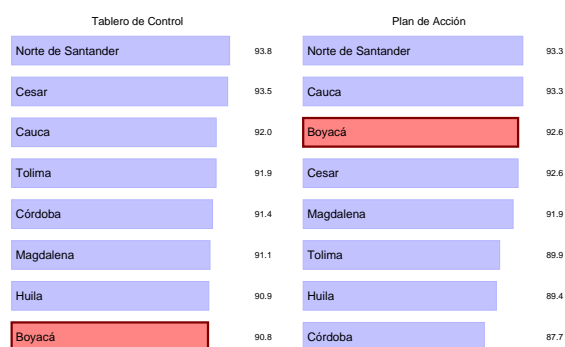 Tablero de Control
Norte de Santander 93.8
Cesar 93.5
Cauca 92.0
Tolima 91.9
Córdoba 91.4
Magdalena 91.1
Huila 90.9
Boyacá 90.8
Plan de Acción
Norte de Santander 93.3
Cauca 93.3
Boyacá 92.6
Cesar 92.6
Magdalena 91.9
Tolima 89.9
Huila 89.4
Córdoba 87.7